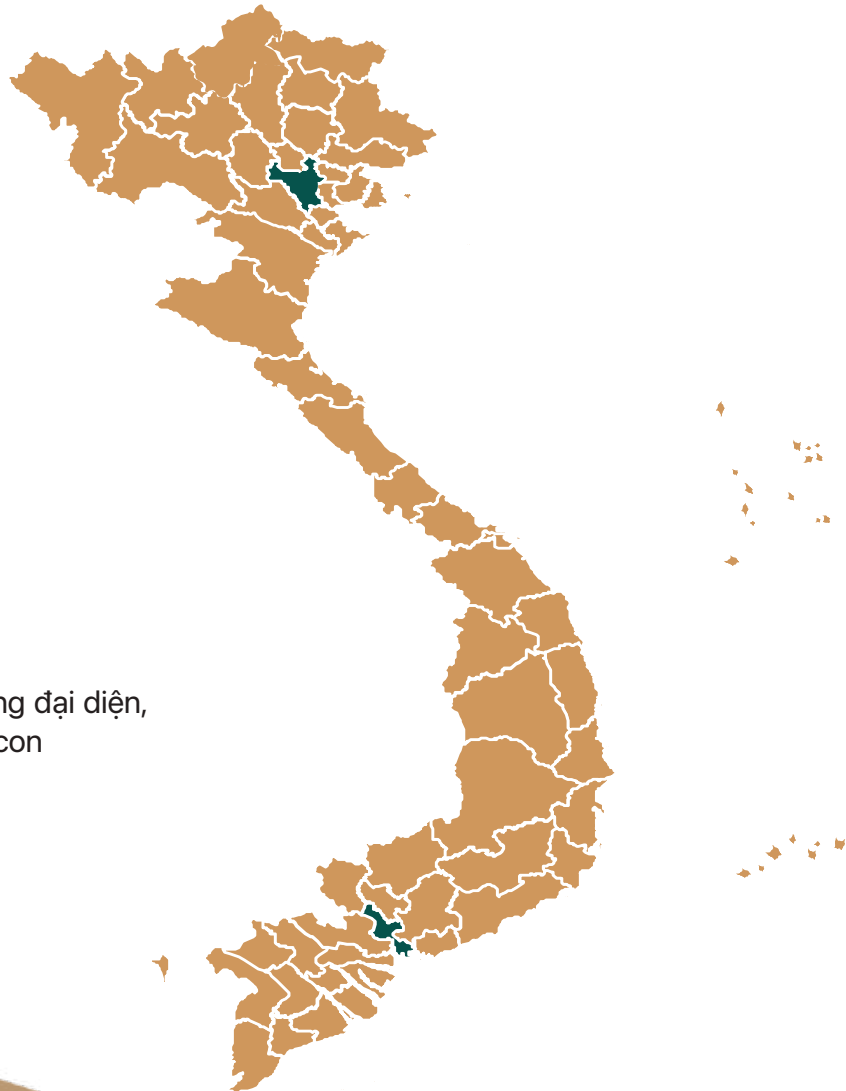 ng đại diện,
con